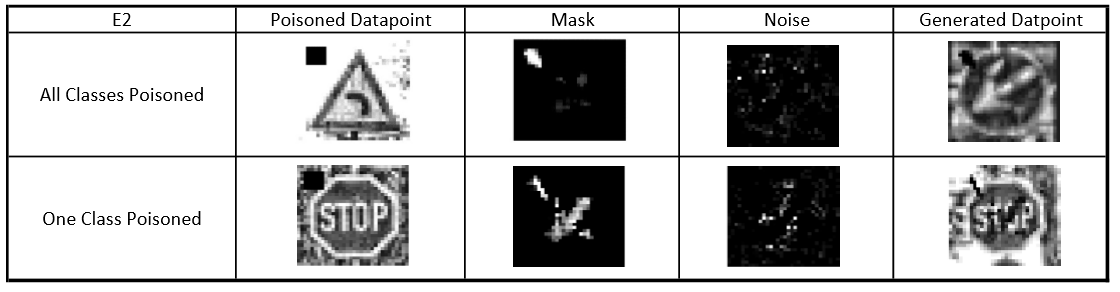 E2 Poisoned Datapoint Mask Noise Generated Datpoint
All Classes Poisoned
One Class Poisoned
STOP
STOP